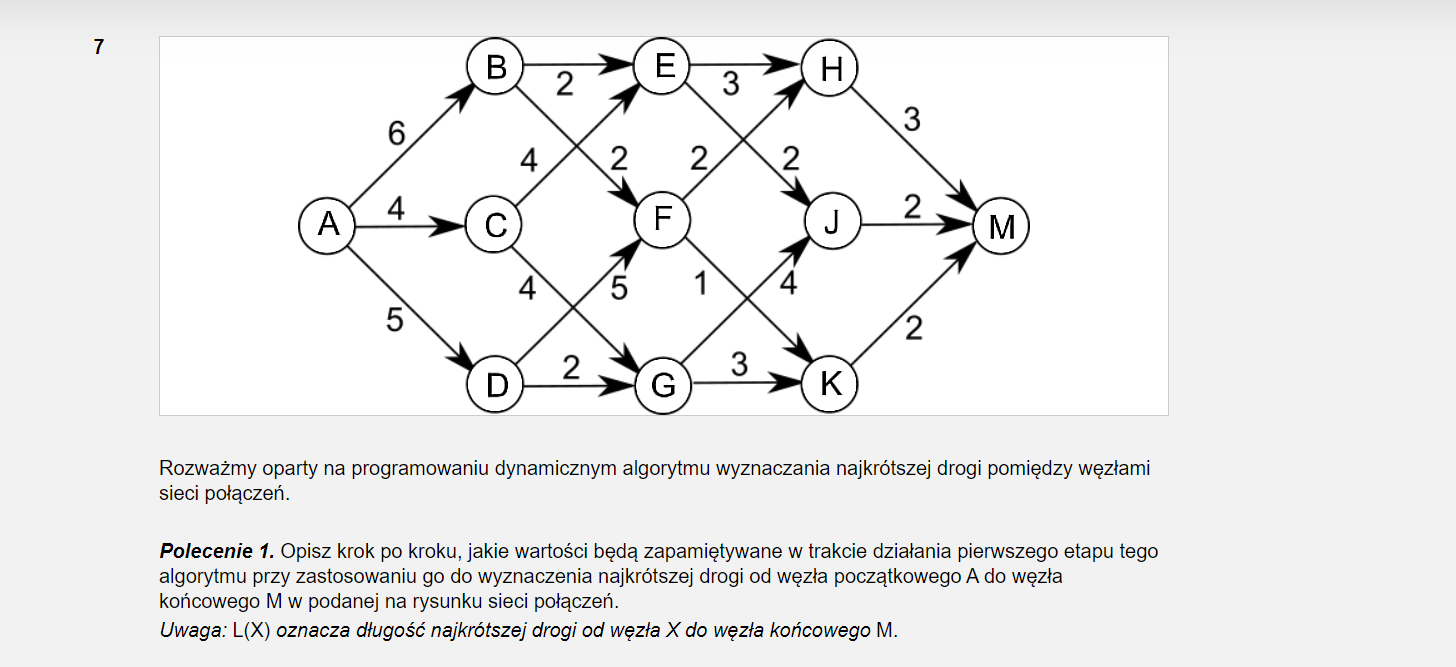 7
B 2 E 3 H
6 4 2 2 2 3
A 4 C F J 2 M
5 4 5 1 4 2
D 2 G 3 K
Rozważmy oparty na programowaniu dynamicznym algorytmu wyznaczania najkrótszej drogi pomiędzy węzłami
sieci połączeń.
Polecenie 1. Opisz krok po kroku, jakie wartości będą zapamiętywane w trakcie działania pierwszego etapu tego
algorytmu przy zastosowaniu go do wyznaczenia najkrótszej drogi od węzła początkowego A do węzła
końcowego M w podanej na rysunku sieci połączeń.
Uwaga: L(X) oznacza długość najkrótszej drogi od węzła X do węzła końcowego M.